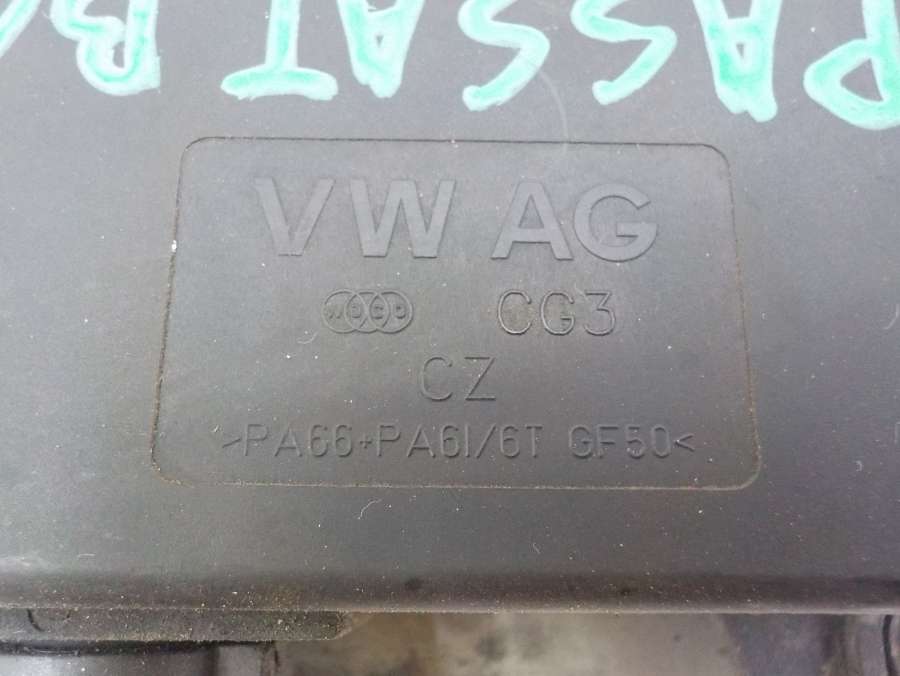 PASSAT
VW AG
CG3
CZ
>PA66+PA6I/6T GF50<